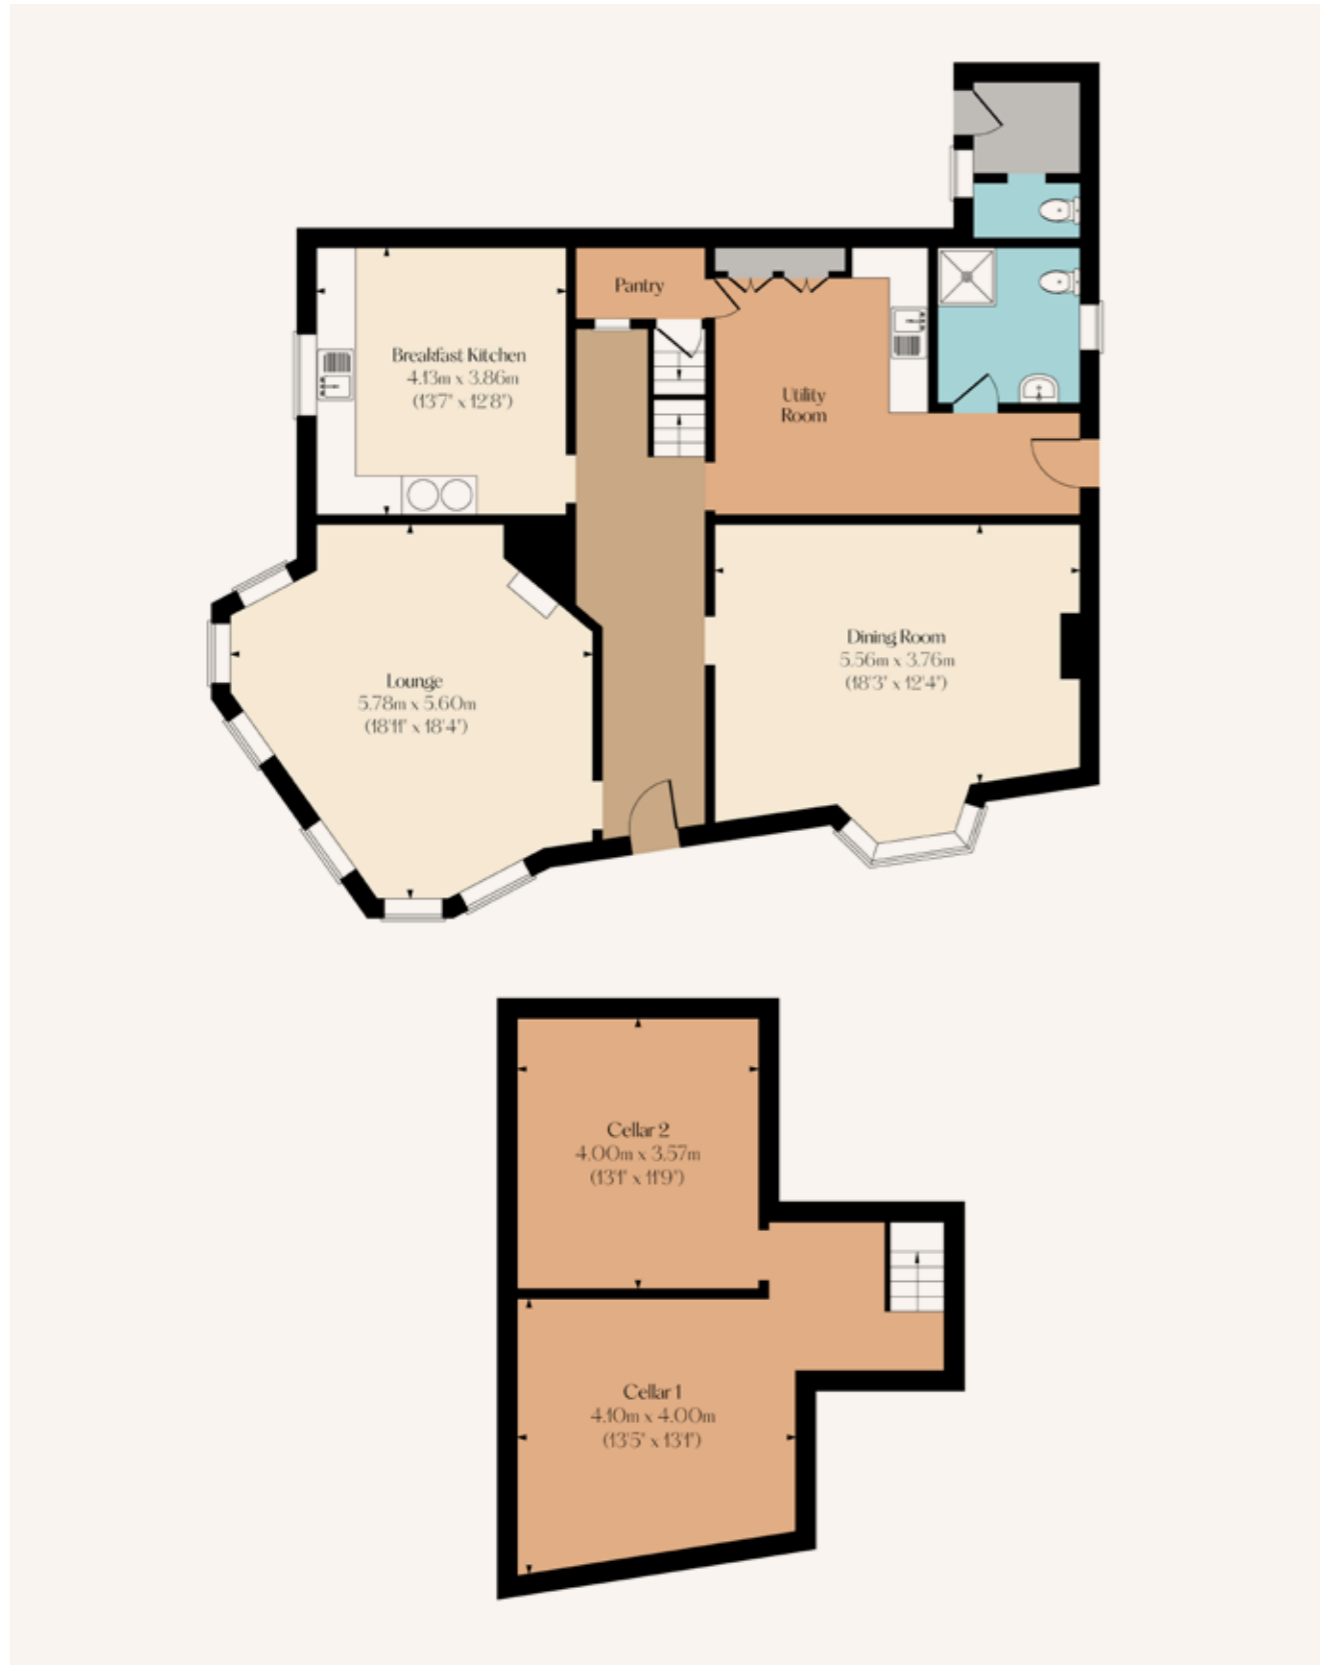 Pantry
Breakfast Kitchen
4.13m x 3.86m
(13'7" x 12'8")
Utility
Room
Dining Room
5.56m x 3.76m
(18'3" x 12'4")
Lounge
5.78m x 5.60m
(18'11" x 18'4")
Cellar 2
4.00m x 3.57m
(13'1" x 11'9")
Cellar 1
4.10m x 4.00m
(13'5" x 13'1")